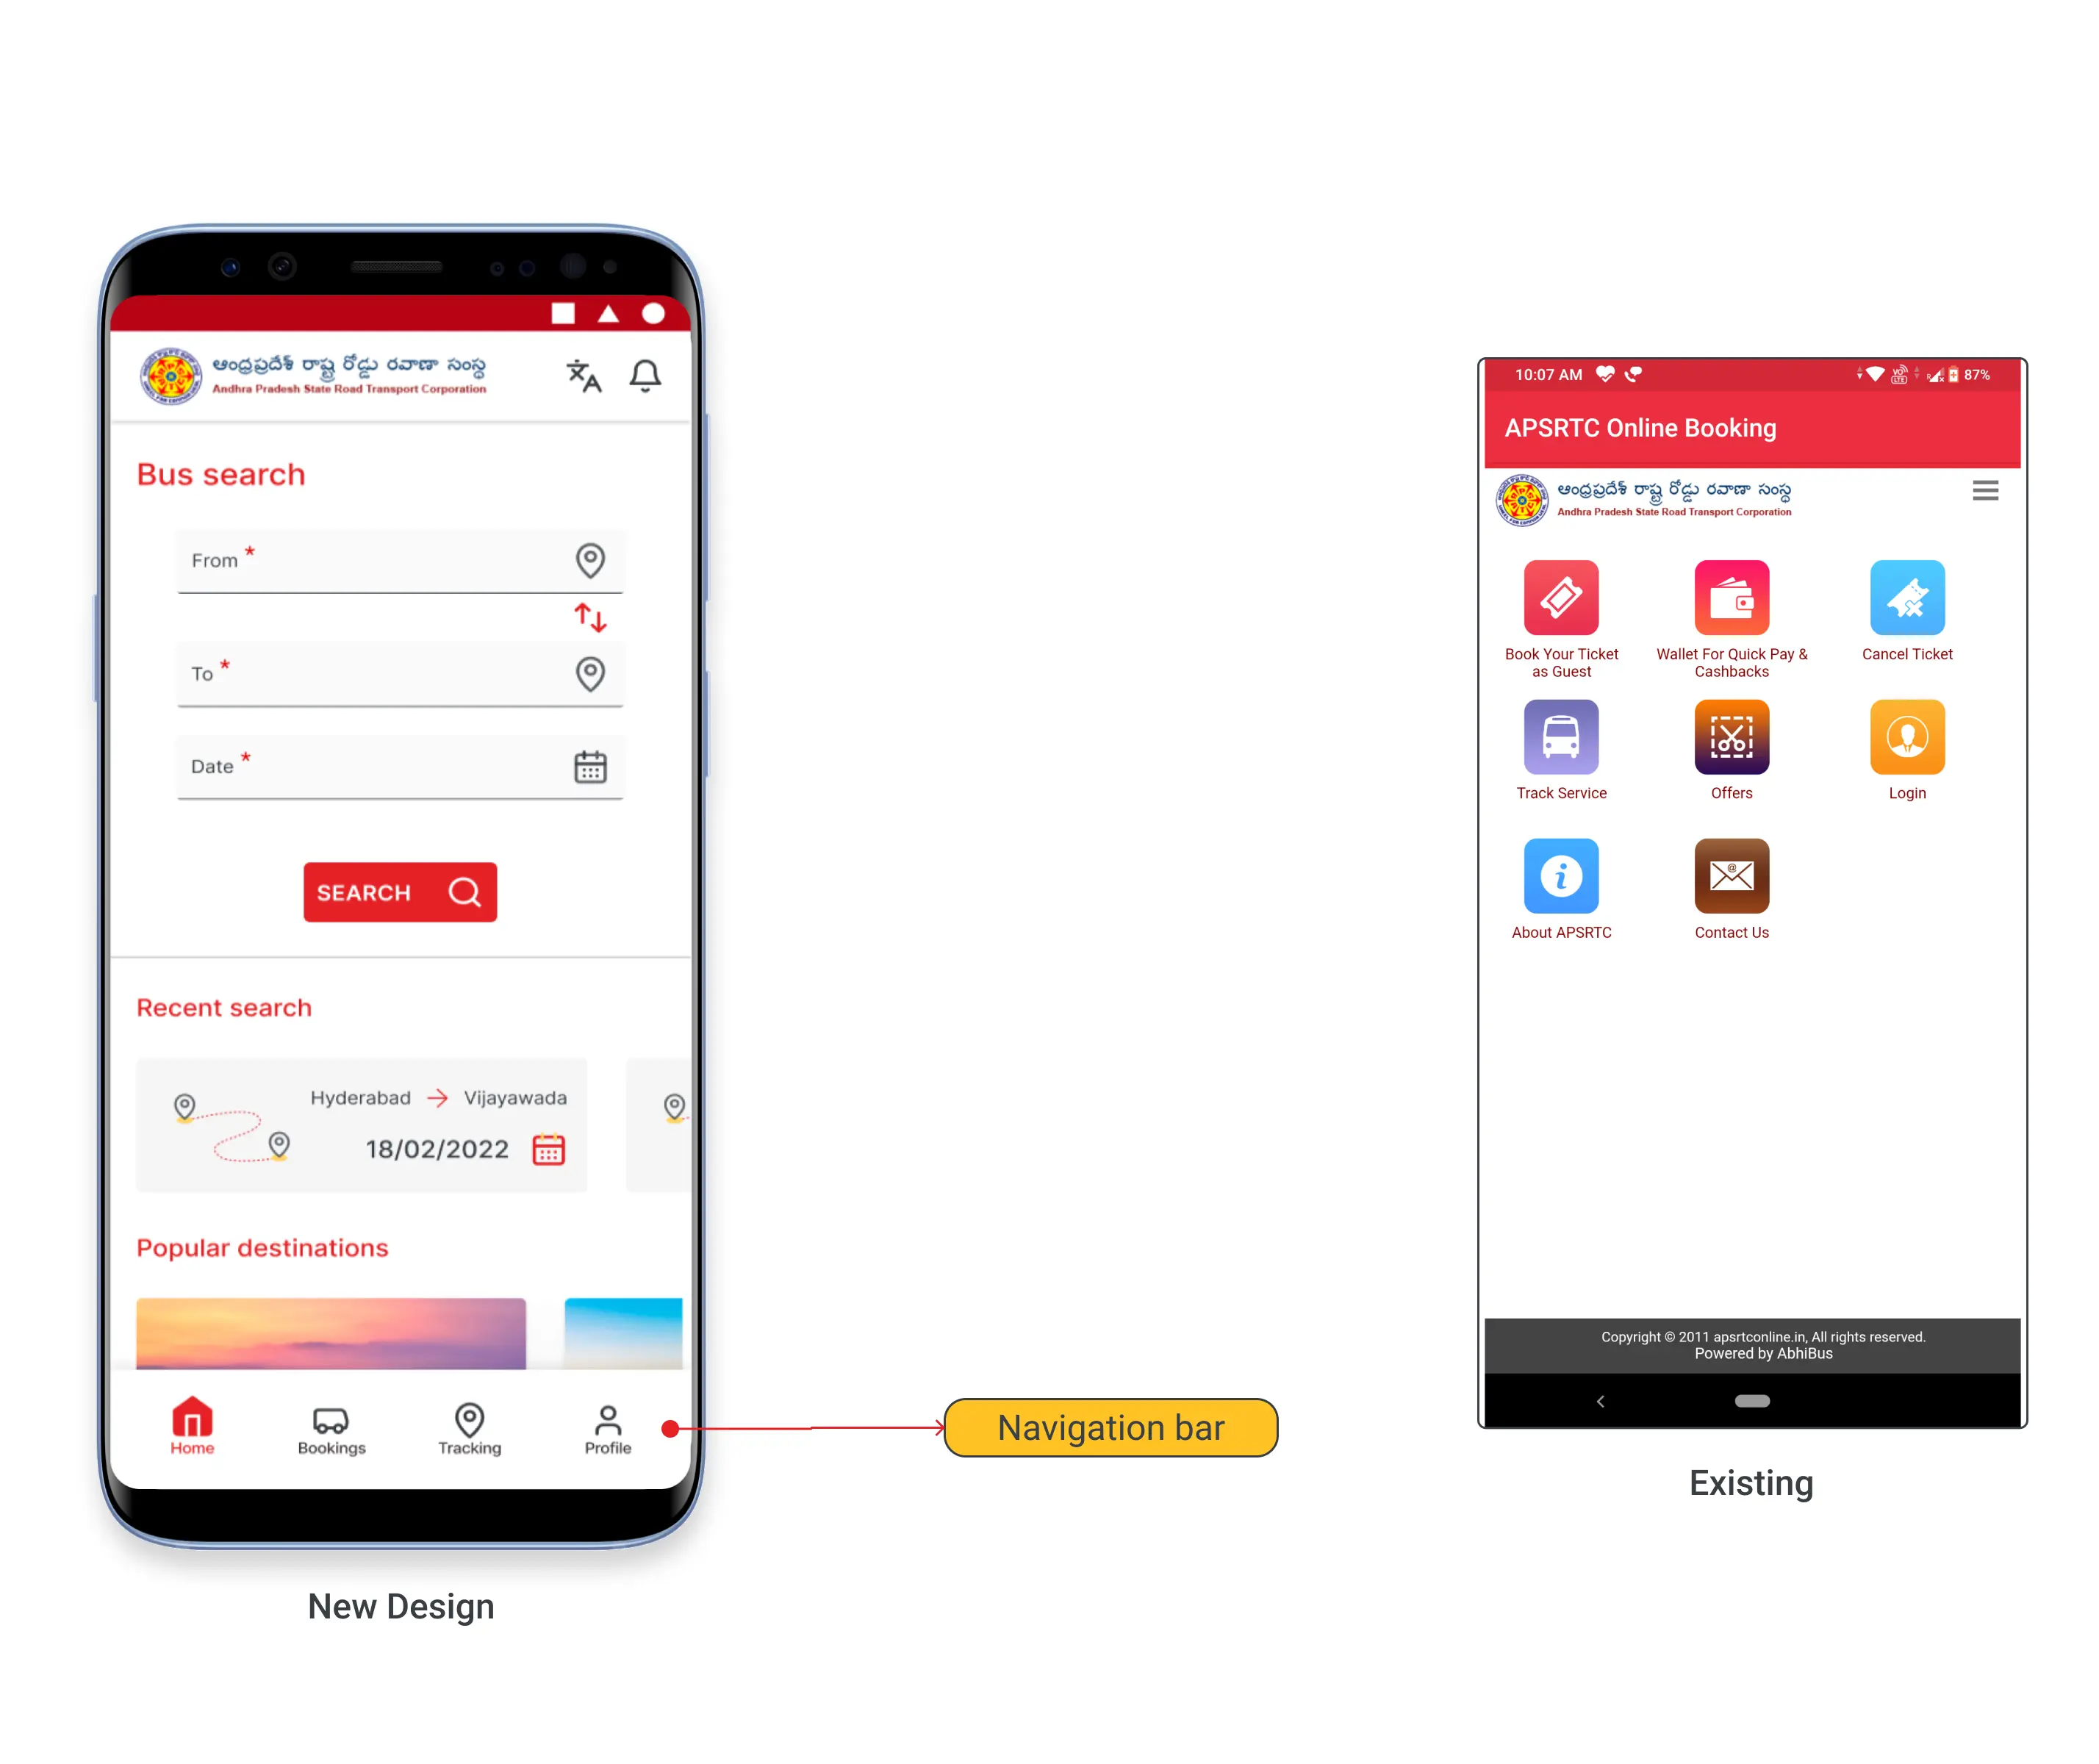 ఆంధ్రప్రదేశ్ రాష్ట్ర రోడ్డు రవాణా సంస్థ
Andhra Pradesh State Road Transport Corporation
Bus search
From *
To *
Date *
SEARCH
Recent search
Hyderabad → Vijayawada
18/02/2022
Popular destinations
Home
Bookings
Tracking
Profile
New Design
Navigation bar
10:07 AM
87%
APSRTC Online Booking
ఆంధ్రప్రదేశ్ రాష్ట్ర రోడ్డు రవాణా సంస్థ
Andhra Pradesh State Road Transport Corporation
Book Your Ticket
as Guest
Wallet For Quick Pay &
Cashbacks
Cancel Ticket
Track Service
Offers
Login
About APSRTC
Contact Us
Copyright © 2011 apsrtconline.in, All rights reserved.
Powered by AbhiBus
Existing